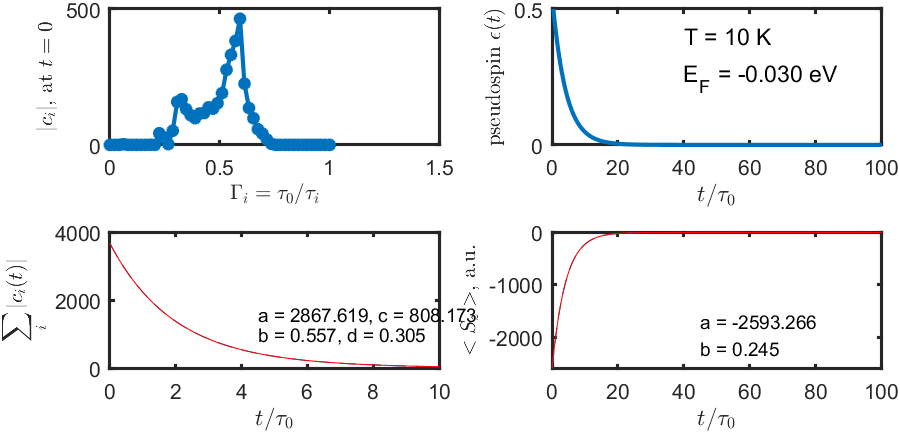 500
0
|c_i|, at t = 0
0 0.5 1 1.5
Γ_i = τ_0/τ_i
0.5
0
pseudospin ϵ(t)
T = 10 K
E_F = -0.030 eV
0 20 40 60 80 100
t/τ_0
4000
2000
0
∑_i |c_i(t)|
a = 2867.619, c = 808.173
b = 0.557, d = 0.305
0 2 4 6 8 10
t/τ_0
0
-1000
-2000
>, a.u.
a = -2593.266
b = 0.245
0 20 40 60 80 100
t/τ_0